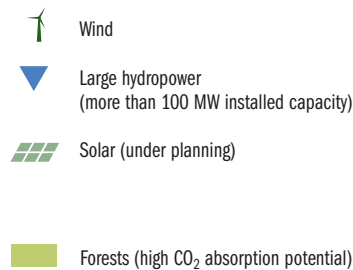 Wind
Large hydropower
(more than 100 MW installed capacity)
Solar (under planning)
Forests (high CO₂ absorption potential)